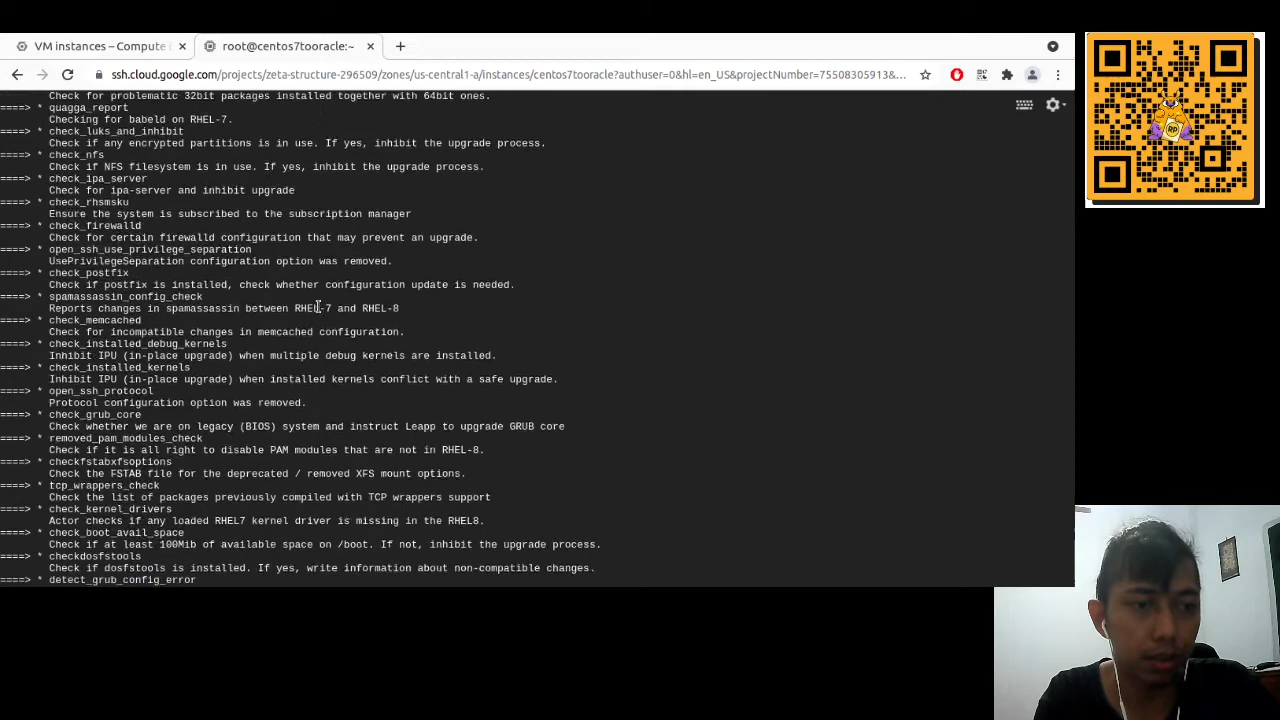 VM instances – Compute
root@centos7tooracle:~
ssh.cloud.google.com/projects/zeta-structure-296509/zones/us-central1-a/instances/centos7tooracle?authuser=0&hl=en_US&projectNumber=75508305913&...
Check for problematic 32bit packages installed together with 64bit ones.
====> * quagga_report
Checking for babeld on RHEL-7.
====> * check_luks_and_inhibit
Check if any encrypted partitions is in use. If yes, inhibit the upgrade process.
====> * check_nfs
Check if NFS filesystem is in use. If yes, inhibit the upgrade process.
====> * check_ipa_server
Check for ipa-server and inhibit upgrade
====> * check_rhsmsku
Ensure the system is subscribed to the subscription manager
====> * check_firewalld
Check for certain firewalld configuration that may prevent an upgrade.
====> * open_ssh_use_privilege_separation
UsePrivilegeSeparation configuration option was removed.
====> * check_postfix
Check if postfix is installed, check whether configuration update is needed.
====> * spamassassin_config_check
Reports changes in spamassassin between RHEL-7 and RHEL-8
====> * check_memcached
Check for incompatible changes in memcached configuration.
====> * check_installed_debug_kernels
Inhibit IPU (in-place upgrade) when multiple debug kernels are installed.
====> * check_installed_kernels
Inhibit IPU (in-place upgrade) when installed kernels conflict with a safe upgrade.
====> * open_ssh_protocol
Protocol configuration option was removed.
====> * check_grub_core
Check whether we are on legacy (BIOS) system and instruct Leapp to upgrade GRUB core
====> * removed_pam_modules_check
Check if it is all right to disable PAM modules that are not in RHEL-8.
====> * checkfstabxfsoptions
Check the FSTAB file for the deprecated / removed XFS mount options.
====> * tcp_wrappers_check
Check the list of packages previously compiled with TCP wrappers support
====> * check_kernel_drivers
Actor checks if any loaded RHEL7 kernel driver is missing in the RHEL8.
====> * check_boot_avail_space
Check if at least 100Mib of available space on /boot. If not, inhibit the upgrade process.
====> * checkdosfstools
Check if dosfstools is installed. If yes, write information about non-compatible changes.
====> * detect_grub_config_error
RP